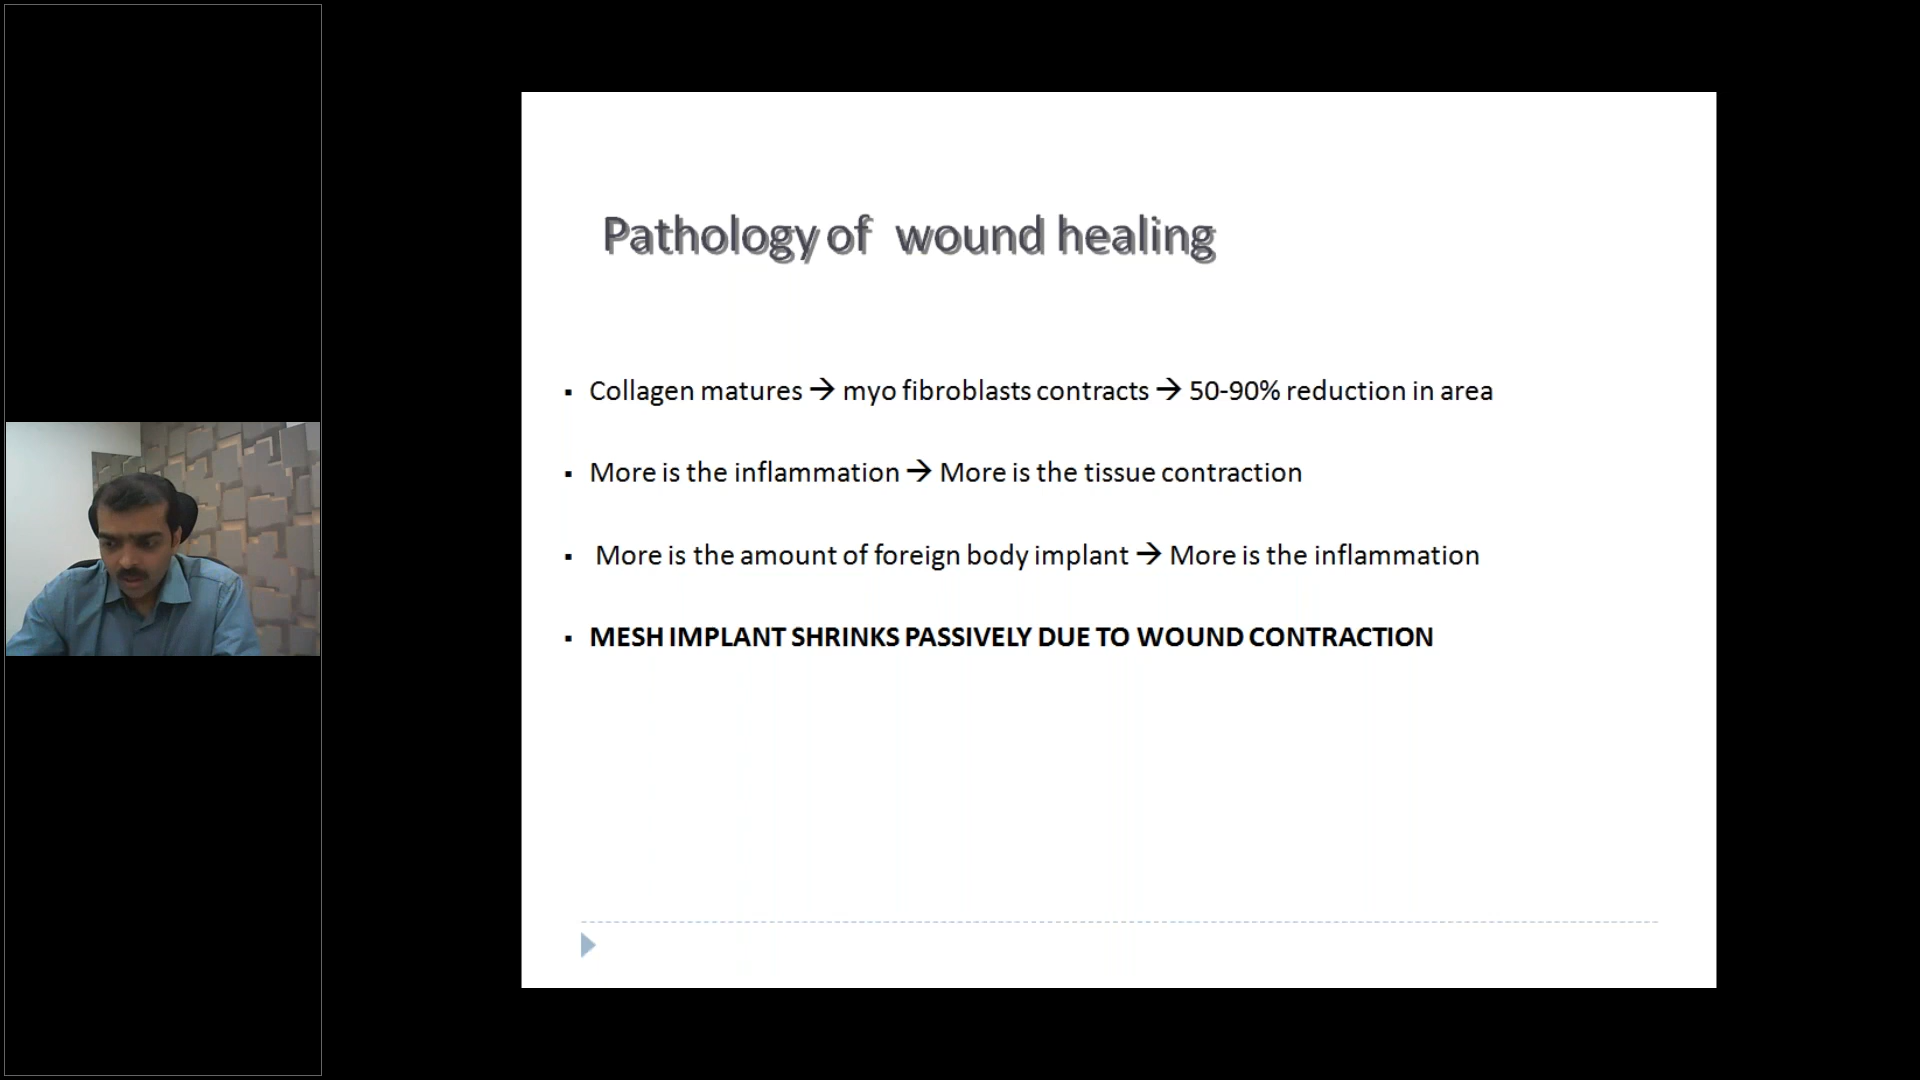 Pathology of wound healing
▪ Collagen matures → myo fibroblasts contracts → 50-90% reduction in area
▪ More is the inflammation → More is the tissue contraction
▪ More is the amount of foreign body implant → More is the inflammation
▪ MESH IMPLANT SHRINKS PASSIVELY DUE TO WOUND CONTRACTION